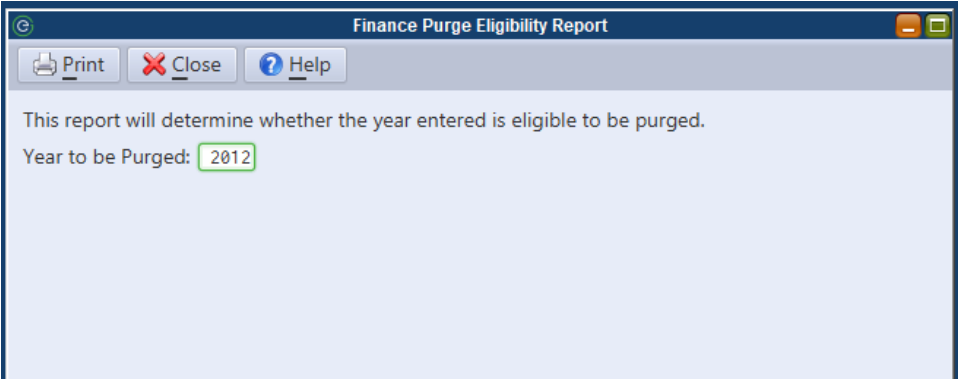 Finance Purge Eligibility Report
Print Close Help
This report will determine whether the year entered is eligible to be purged.
Year to be Purged: 2012